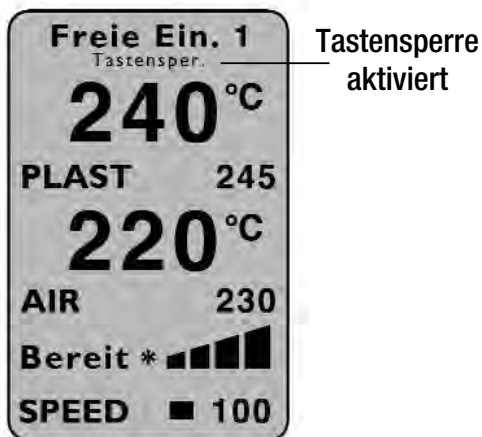 Freie Ein. 1
Tastensper.
240°C
PLAST 245
220°C
AIR 230
Bereit *
SPEED 100
Tastensperre
aktiviert